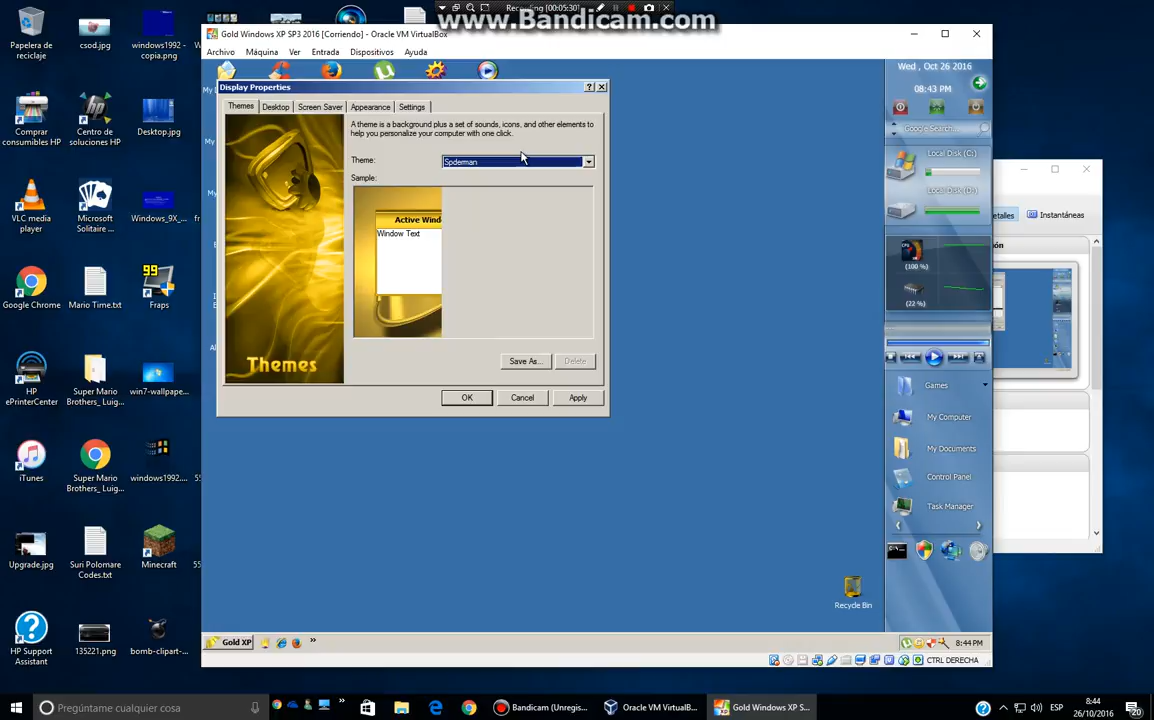 Recording [00:05:30]
www.Bandicam.com
Papelera de
reciclaje
csod.jpg
windows1992 -
copia.png
Comprar
consumibles HP
Centro de
soluciones HP
Desktop.jpg
VLC media
player
Microsoft
Solitaire ...
Windows_9X_...
Google Chrome
Mario Time.txt
99
Fraps
HP
ePrinterCenter
Super Mario
Brothers_ Luig...
win7-wallpape...
iTunes
Super Mario
Brothers_ Luig...
windows1992....
Upgrade.jpg
Suri Polomare
Codes.txt
Minecraft
HP Support
Assistant
135221.png
bomb-clipart-...
Gold Windows XP SP3 2016 [Corriendo] - Oracle VM VirtualBox
Archivo Máquina Ver Entrada Dispositivos Ayuda
Display Properties
Themes Desktop Screen Saver Appearance Settings
A theme is a background plus a set of sounds, icons, and other elements to
help you personalize your computer with one click.
Theme:
Spderman
Sample:
Active Wind
Window Text
Themes
Save As...
Delete
OK Cancel Apply
Wed , Oct 26 2016
08:43 PM
Google Search...
Local Disk (C:)
Local Disk (D:)
(100 %)
(22 %)
Games
My Computer
My Documents
Control Panel
Task Manager
Recycle Bin
Gold XP
8:44 PM
CTRL DERECHA
etalles
Instantáneas
ón
Pregúntame cualquier cosa
Bandicam (Unregis...
Oracle VM VirtualB...
Gold Windows XP S...
ESP
8:44
26/10/2016
20